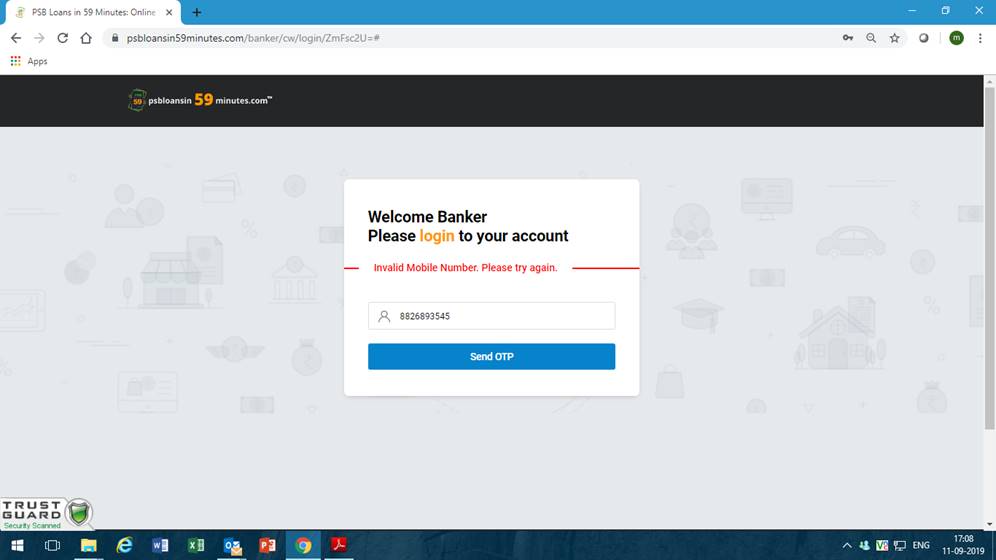 PSB Loans in 59 Minutes: Online
psbloansin59minutes.com/banker/cw/login/ZmFsc2U=#
m
Apps
psbloansin 59 minutes.com™
Welcome Banker
Please login to your account
Invalid Mobile Number. Please try again.
8826893545
Send OTP
TRUST
GUARD
Security Scanned
ENG
17:08
11-09-2019